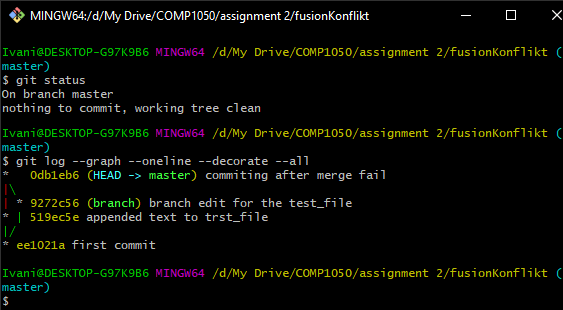 MINGW64:/d/My Drive/COMP1050/assignment 2/fusionKonflikt
Ivani@DESKTOP-G97K9B6 MINGW64 /d/My Drive/COMP1050/assignment 2/fusionKonflikt (
master)
$ git status
On branch master
nothing to commit, working tree clean
Ivani@DESKTOP-G97K9B6 MINGW64 /d/My Drive/COMP1050/assignment 2/fusionKonflikt (
master)
$ git log --graph --oneline --decorate --all
*   0db1eb6 (HEAD -> master) commiting after merge fail
|\
| * 9272c56 (branch) branch edit for the test_file
* | 519ec5e appended text to trst_file
|/
* ee1021a first commit
Ivani@DESKTOP-G97K9B6 MINGW64 /d/My Drive/COMP1050/assignment 2/fusionKonflikt (
master)
$